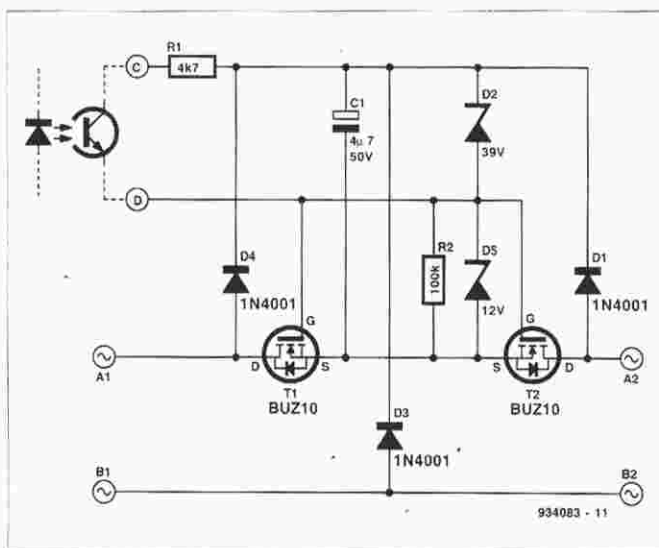 R1
C
4k7
D2
C1
4µ7
50V
39V
D
D4
R2
100k
D5
D1
1N4001
G
12V
G
1N4001
A1
D
S
S
D
A2
T1
BUZ10
T2
BUZ10
D3
1N4001
B1
B2
934083 - 11